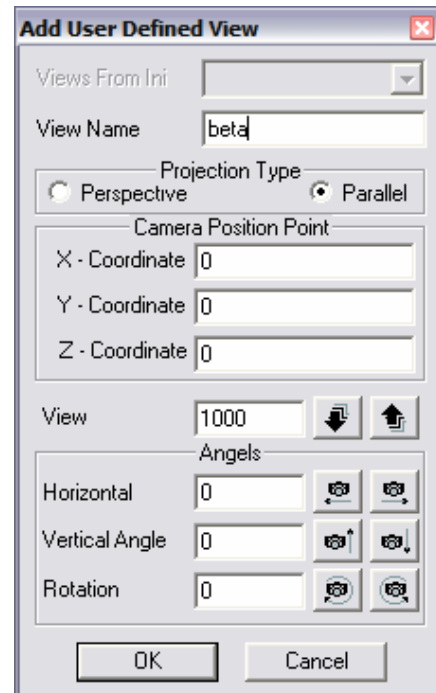 Add User Defined View
Views From Ini
View Name beta
Projection Type
Perspective Parallel
Camera Position Point
X - Coordinate 0
Y - Coordinate 0
Z - Coordinate 0
View 1000
Angels
Horizontal 0
Vertical Angle 0
Rotation 0
OK Cancel